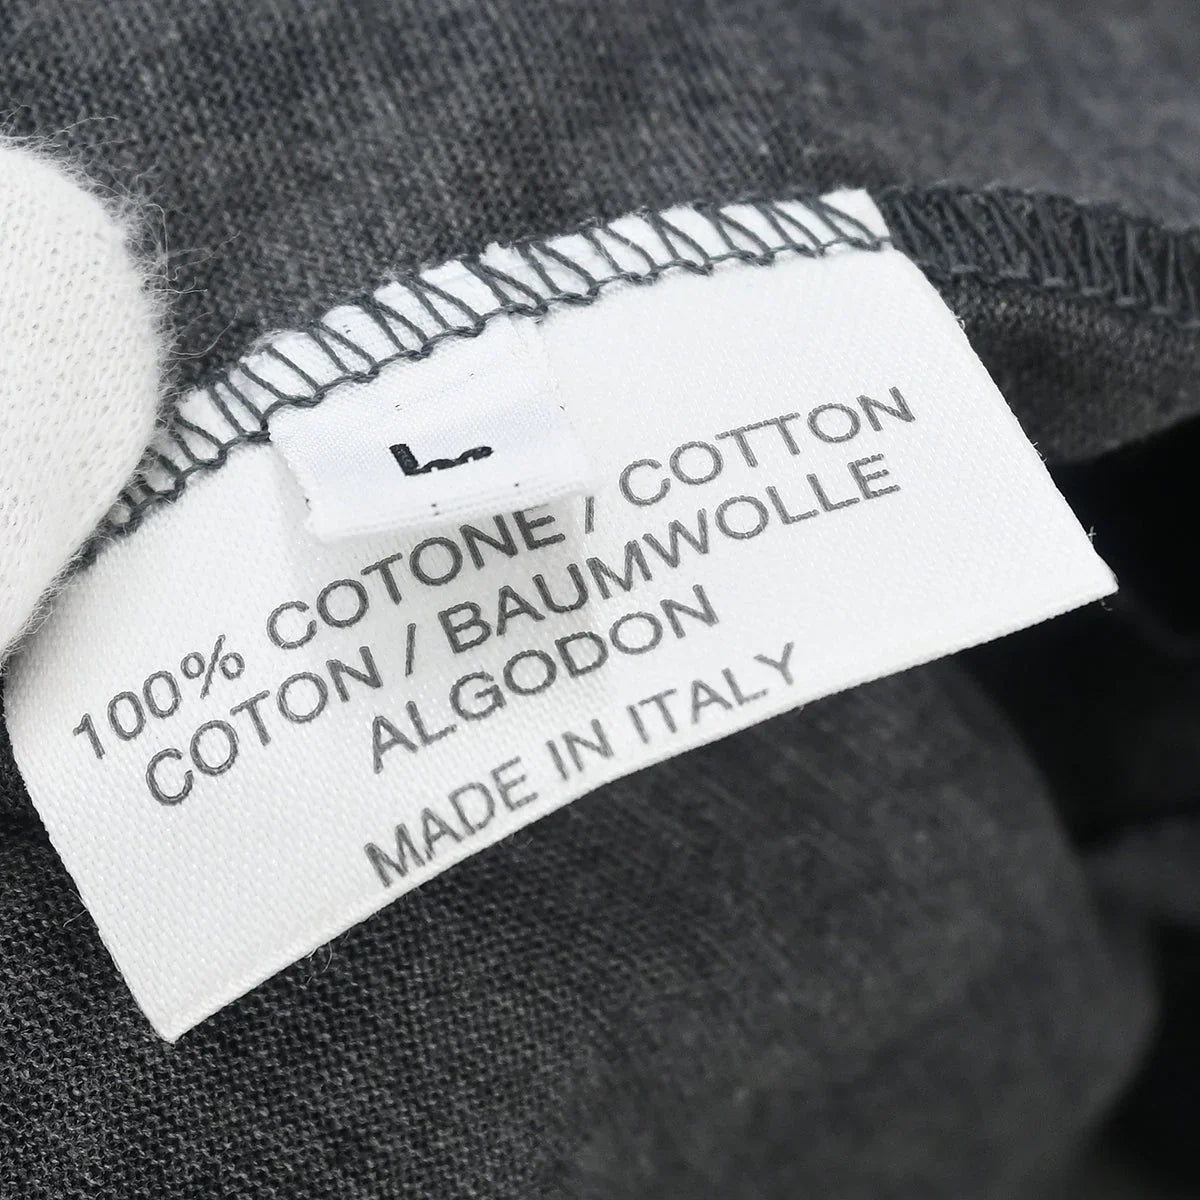 L
100% COTONE / COTTON
COTON / BAUMWOLLE
ALGODON
MADE IN ITALY